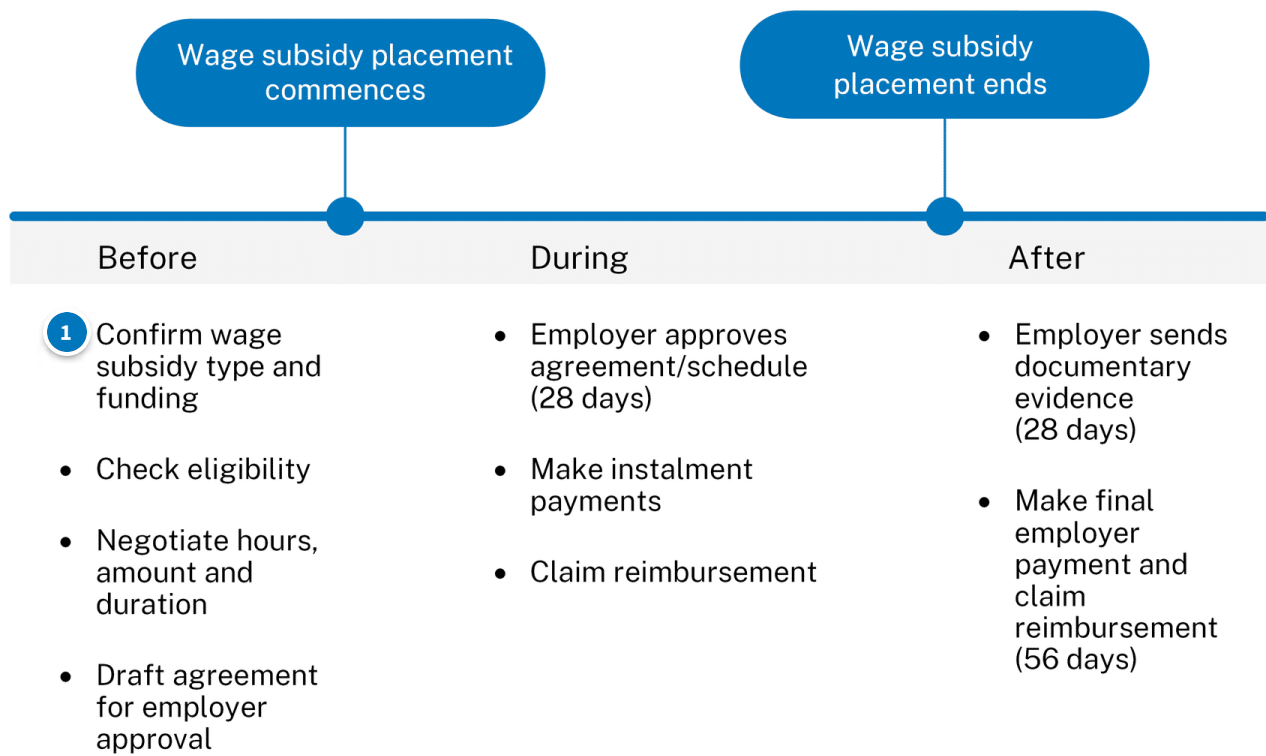 Wage subsidy placement
commences
Wage subsidy
placement ends
Before
1 Confirm wage
subsidy type and
funding
• Check eligibility
• Negotiate hours,
amount and
duration
• Draft agreement
for employer
approval
During
• Employer approves
agreement/schedule
(28 days)
• Make instalment
payments
• Claim reimbursement
After
• Employer sends
documentary
evidence
(28 days)
• Make final
employer
payment and
claim
reimbursement
(56 days)